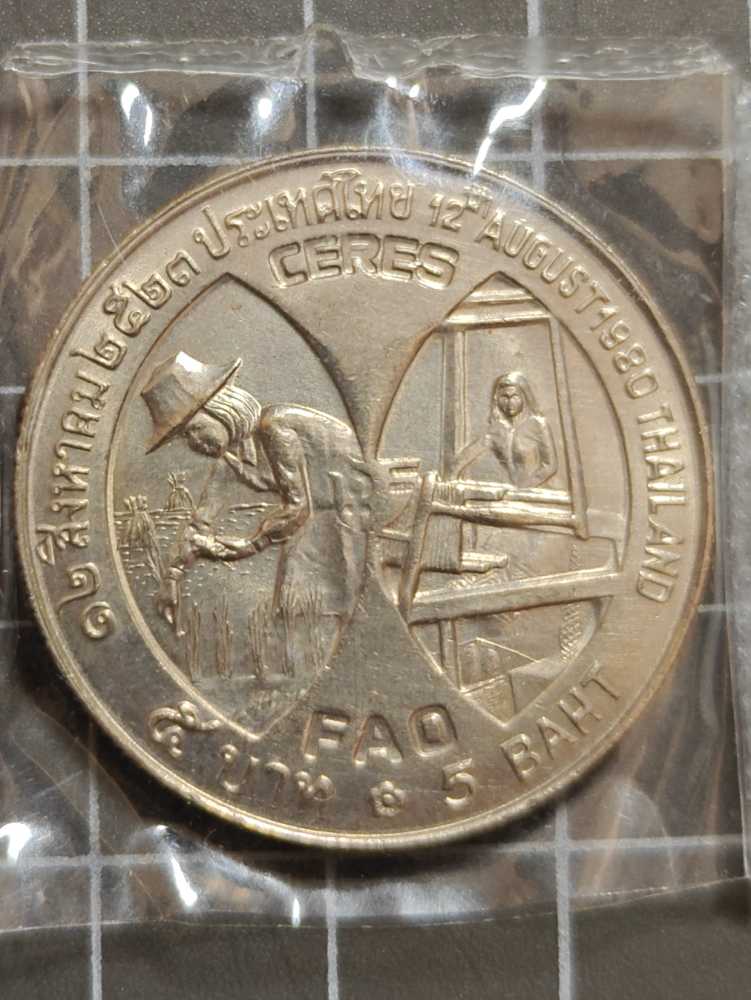 ๑๒ สิงหาคม ๒๕๒๓ ประเทศไทย 12TH AUGUST 1980 THAILAND
CERES
FAO
๕ บาท ✿ 5 BAHT